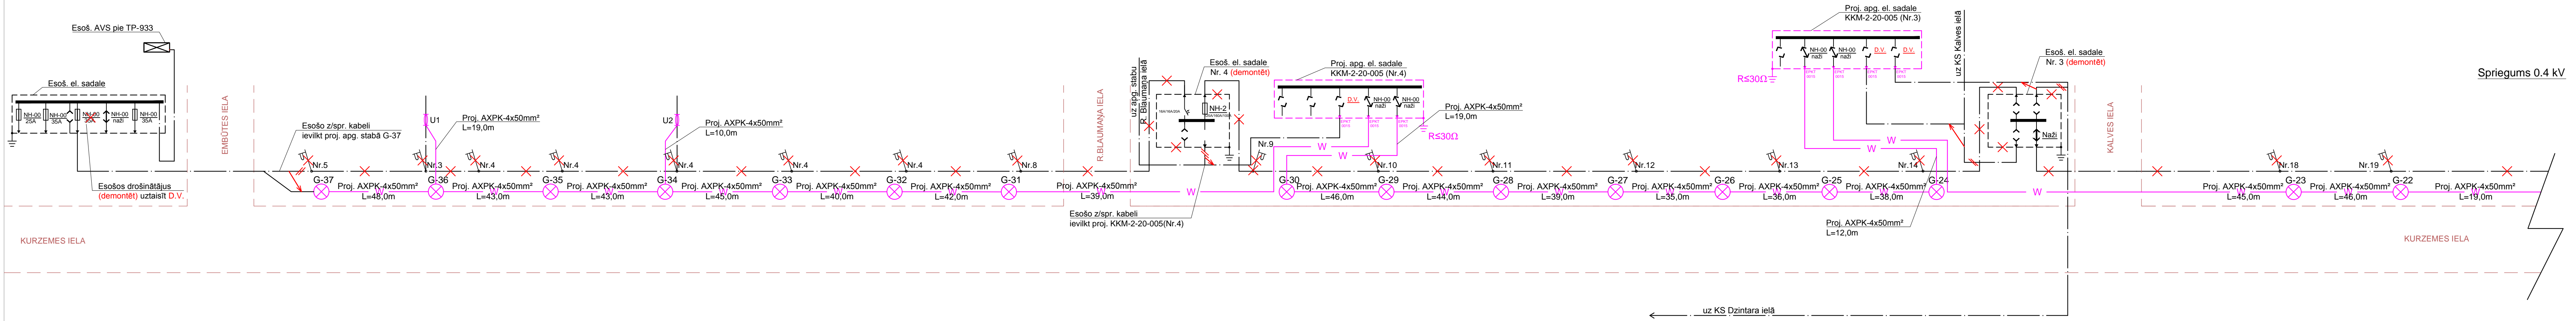 Esoš. AVS pie TP-933
Esoš. el. sadale
NH-00
25A
NH-00
35A
NH-00
35A
NH-00
naži
NH-00
35A
Esošos drošinātājus
(demontēt) uztaisīt D.V.
EMBŪTES IELA
Esošo z/spr. kabeli
ievilkt proj. apg. stabā G-37
U1
Proj. AXPK-4x50mm²
L=19,0m
U2
Proj. AXPK-4x50mm²
L=10,0m
Nr.5
Nr.3
Nr.4
Nr.4
Nr.4
Nr.4
Nr.4
Nr.8
G-37
Proj. AXPK-4x50mm²
W
L=48,0m
G-36
Proj. AXPK-4x50mm²
W
L=43,0m
G-35
Proj. AXPK-4x50mm²
W
L=43,0m
G-34
Proj. AXPK-4x50mm²
W
L=45,0m
G-33
Proj. AXPK-4x50mm²
W
L=40,0m
G-32
Proj. AXPK-4x50mm²
W
L=42,0m
G-31
Proj. AXPK-4x50mm²
W
L=39,0m
R.BLAUMAŅA IELA
uz apg. stabu
R. Blaumaņa ielā
Esoš. el. sadale
Nr. 4 (demontēt)
NH-2
Esošo z/spr. kabeli
ievilkt proj. KKM-2-20-005(Nr.4)
Proj. apg. el. sadale
KKM-2-20-005 (Nr.4)
D.V.
NH-00
naži
NH-00
naži
EPKT
0015
EPKT
0015
EPKT
0015
R≤30Ω
Proj. AXPK-4x50mm²
L=19,0m
W
W
W
Nr.9
Nr.10
Nr.11
Nr.12
Nr.13
Nr.14
G-30
Proj. AXPK-4x50mm²
W
L=46,0m
G-29
Proj. AXPK-4x50mm²
W
L=44,0m
G-28
Proj. AXPK-4x50mm²
W
L=39,0m
G-27
Proj. AXPK-4x50mm²
W
L=35,0m
G-26
Proj. AXPK-4x50mm²
W
L=36,0m
G-25
Proj. AXPK-4x50mm²
W
L=38,0m
G-24
Proj. AXPK-4x50mm²
L=12,0m
Proj. apg. el. sadale
KKM-2-20-005 (Nr.3)
NH-00
naži
NH-00
naži
D.V.
D.V.
R≤30Ω
W
W
W
uz KS Kalves ielā
Esoš. el. sadale
Nr. 3 (demontēt)
Naži
KALVES IELA
Nr.18
Nr.19
W
G-23
Proj. AXPK-4x50mm²
L=45,0m
Proj. AXPK-4x50mm²
W
L=46,0m
G-22
Proj. AXPK-4x50mm²
W
L=19,0m
Spriegums 0.4 kV
KURZEMES IELA
KURZEMES IELA
uz KS Dzintara ielā